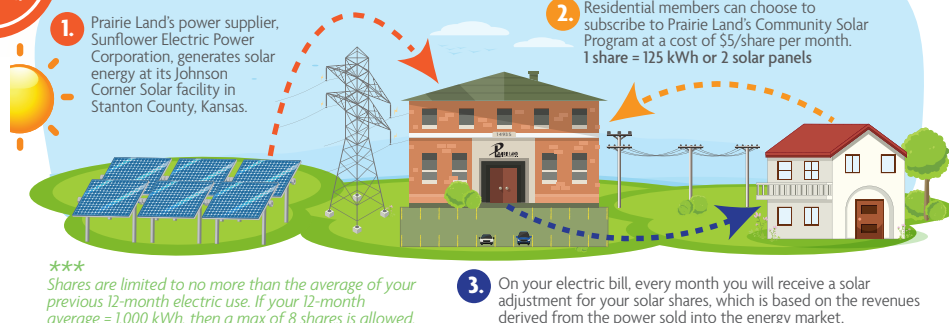 1.
Prairie Land's power supplier,
Sunflower Electric Power
Corporation, generates solar
energy at its Johnson
Corner Solar facility in
Stanton County, Kansas.
2.
Residential members can choose to
subscribe to Prairie Land's Community Solar
Program at a cost of $5/share per month.
1 share = 125 kWh or 2 solar panels
PRAIRIE LAND
***
Shares are limited to no more than the average of your
previous 12-month electric use. If your 12-month
average = 1,000 kWh, then a max of 8 shares is allowed.
3.
On your electric bill, every month you will receive a solar
adjustment for your solar shares, which is based on the revenues
derived from the power sold into the energy market.